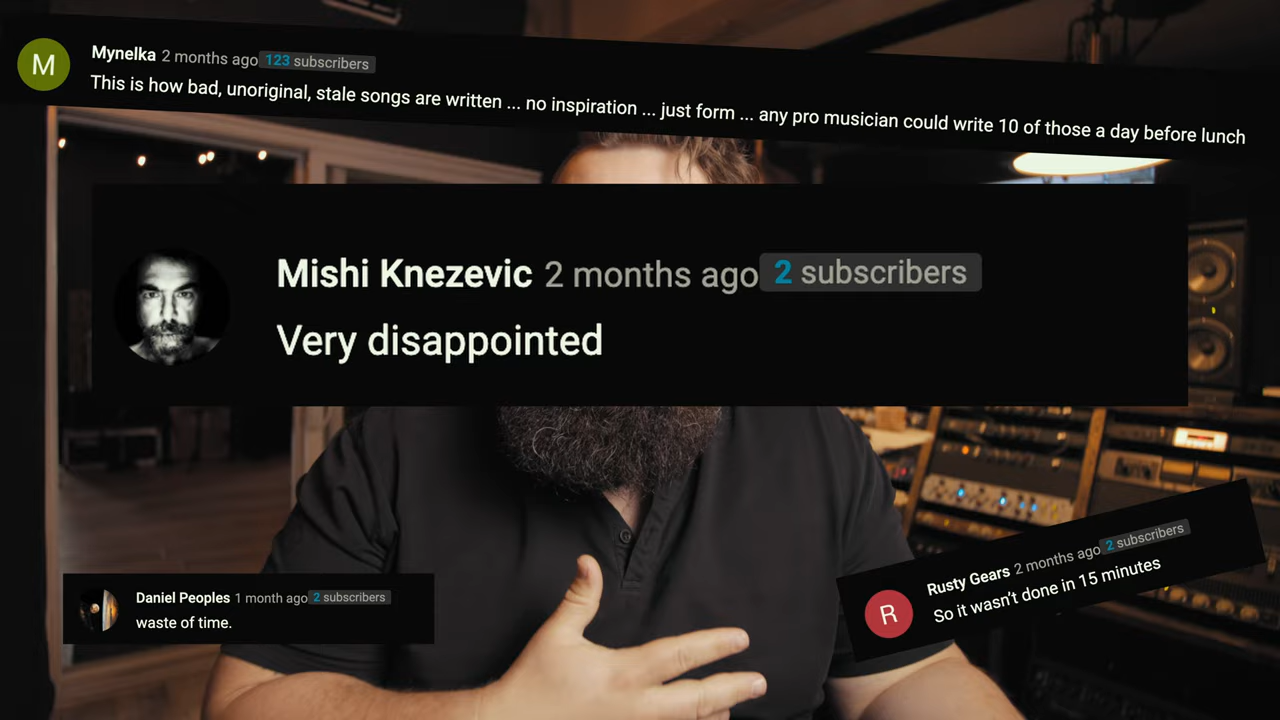 M
Mynelka 2 months ago 123 subscribers
This is how bad, unoriginal, stale songs are written ... no inspiration ... just form ... any pro musician could write 10 of those a day before lunch
Mishi Knezevic 2 months ago 2 subscribers
Very disappointed
Daniel Peoples 1 month ago 2 subscribers
waste of time.
R
Rusty Gears 2 months ago 2 subscribers
So it wasn't done in 15 minutes